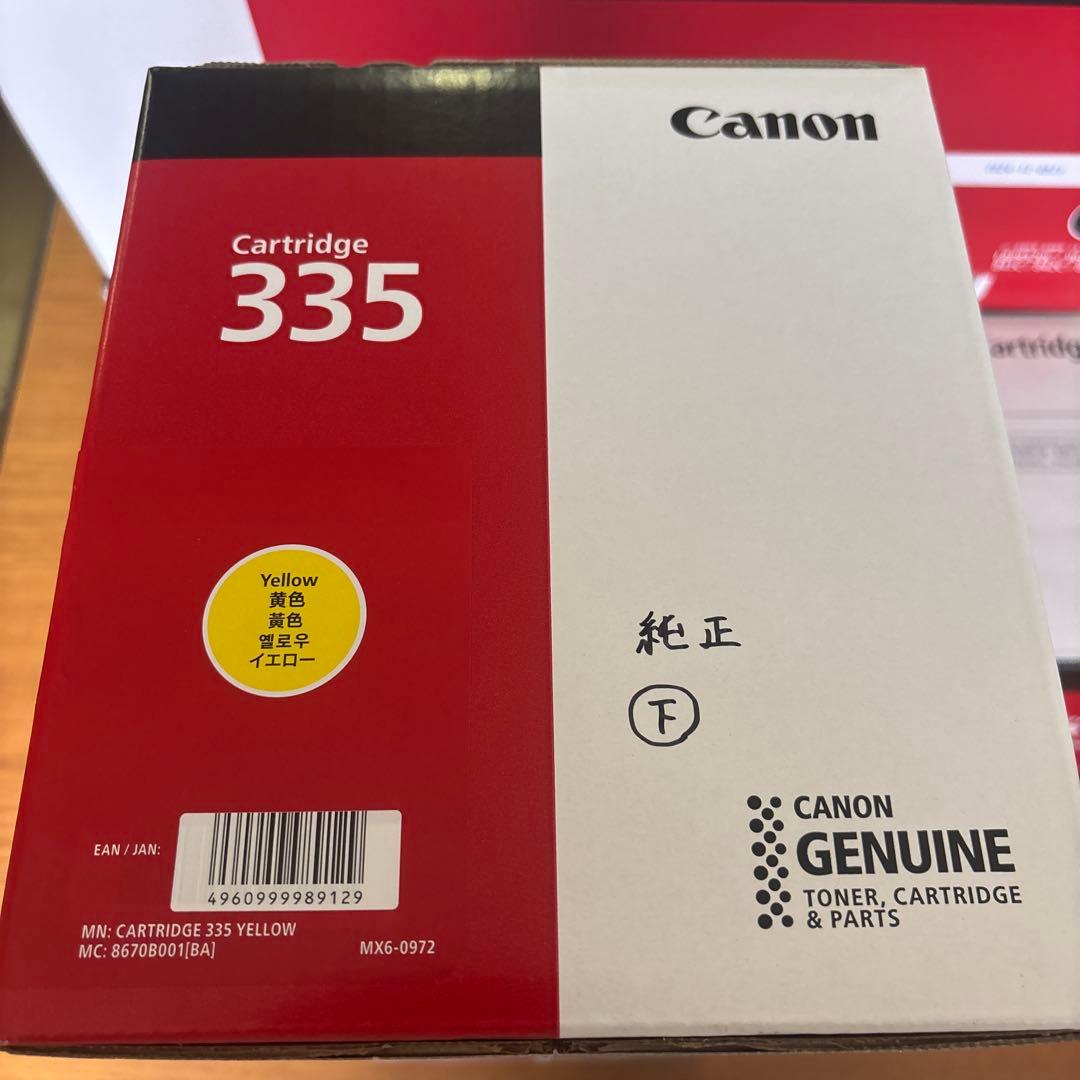 Canon
Cartridge
335
Yellow
黄色
黃色
옐로우
イエロー
純正
下
EAN / JAN:
4960999989129
MN: CARTRIDGE 335 YELLOW
MC: 8670B001[BA]
MX6-0972
CANON
GENUINE
TONER, CARTRIDGE
& PARTS
artridg